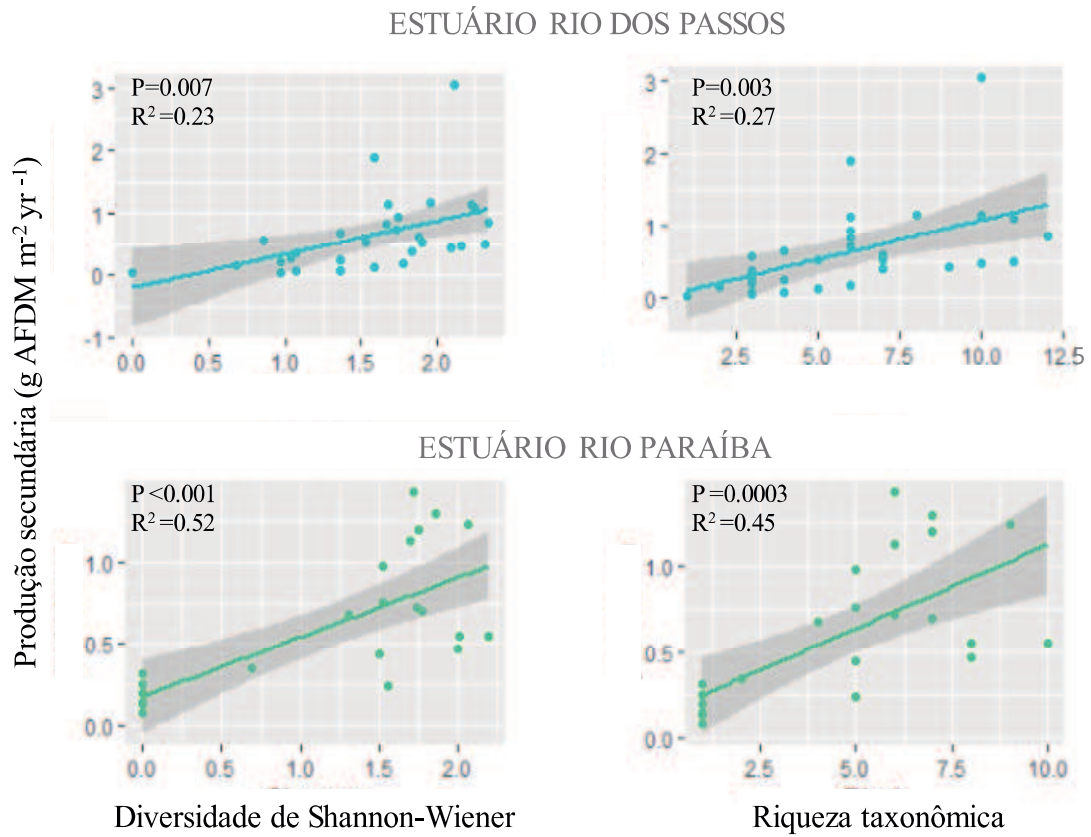 ESTUÁRIO RIO DOS PASSOS
P=0.007
R²=0.23
3
2
1
0
-1
0.0 0.5 1.0 1.5 2.0
P=0.003
R²=0.27
3
2
1
0
2.5 5.0 7.5 10.0 12.5
Produção secundária (g AFDM m⁻² yr⁻¹)
ESTUÁRIO RIO PARAÍBA
P<0.001
R²=0.52
1.0
0.5
0.0
0.0 0.5 1.0 1.5 2.0
Diversidade de Shannon-Wiener
P=0.0003
R²=0.45
1.0
0.5
0.0
2.5 5.0 7.5 10.0
Riqueza taxonômica